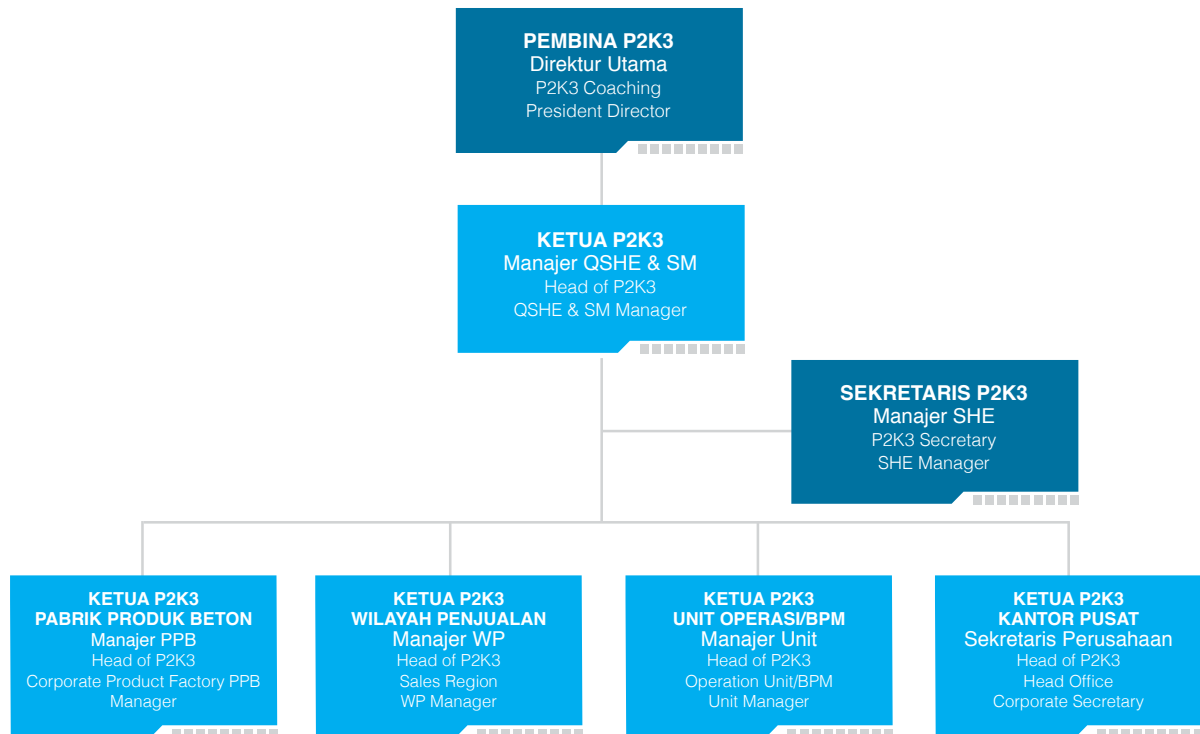 PEMBINA P2K3
Direktur Utama
P2K3 Coaching
President Director
KETUA P2K3
Manajer QSHE & SM
Head of P2K3
QSHE & SM Manager
SEKRETARIS P2K3
Manajer SHE
P2K3 Secretary
SHE Manager
KETUA P2K3
PABRIK PRODUK BETON
Manajer PPB
Head of P2K3
Corporate Product Factory PPB
Manager
KETUA P2K3
WILAYAH PENJUALAN
Manajer WP
Head of P2K3
Sales Region
WP Manager
KETUA P2K3
UNIT OPERASI/BPM
Manajer Unit
Head of P2K3
Operation Unit/BPM
Unit Manager
KETUA P2K3
KANTOR PUSAT
Sekretaris Perusahaan
Head of P2K3
Head Office
Corporate Secretary